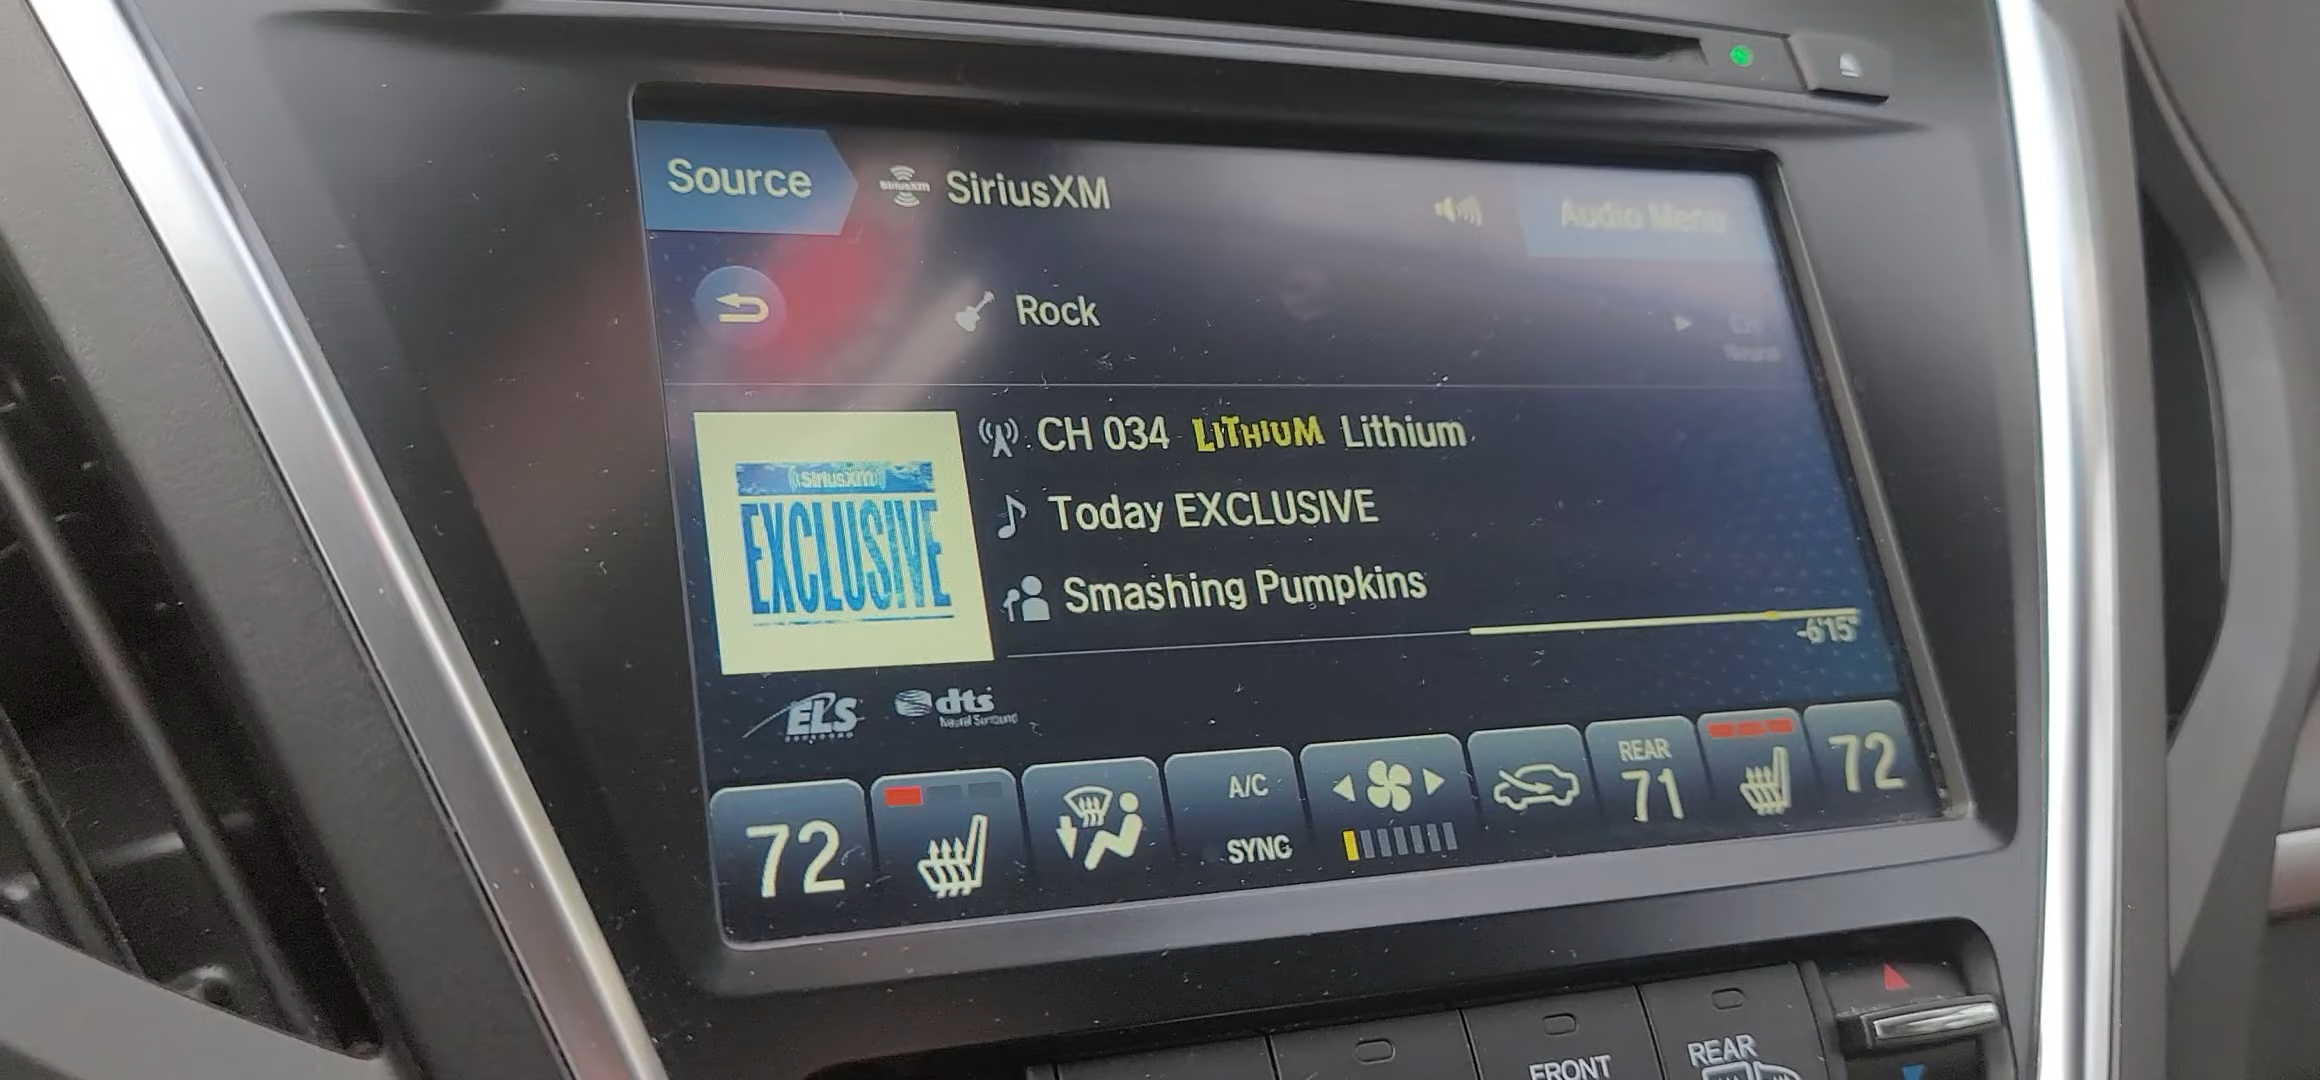 Source
SiriusXM
SiriusXM
Audio Menu
Rock
CH 034 LITHIUM Lithium
Today EXCLUSIVE
Smashing Pumpkins
SiriusXM
EXCLUSIVE
-6'15"
ELS
dts
Neural Surround
72
A/C
SYNC
REAR
71
72
FRONT
REAR